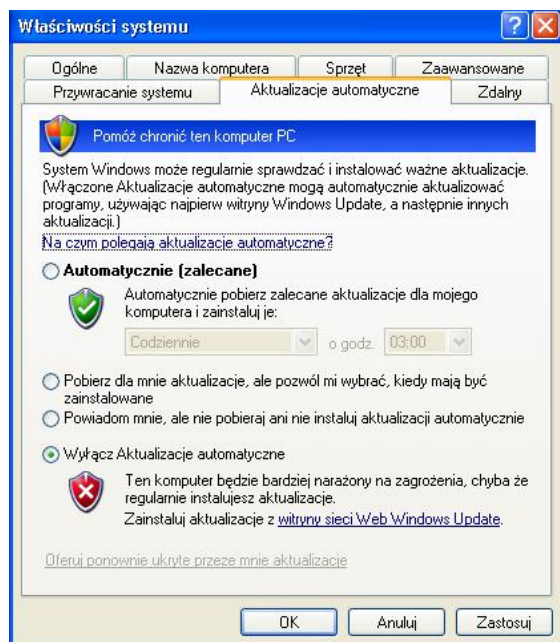 Właściwości systemu
Ogólne Nazwa komputera Sprzęt Zaawansowane
Przywracanie systemu Aktualizacje automatyczne Zdalny
Pomóż chronić ten komputer PC
System Windows może regularnie sprawdzać i instalować ważne aktualizacje.
(Włączone Aktualizacje automatyczne mogą automatycznie aktualizować
programy, używając najpierw witryny Windows Update, a następnie innych
aktualizacji.)
Na czym polegają aktualizacje automatyczne?
Automatycznie (zalecane)
Automatycznie pobierz zalecane aktualizacje dla mojego
komputera i zainstaluj je:
Codziennie o godz. 03:00
Pobierz dla mnie aktualizacje, ale pozwól mi wybrać, kiedy mają być
zainstalowane
Powiadom mnie, ale nie pobieraj ani nie instaluj aktualizacji automatycznie
Wyłącz Aktualizacje automatyczne
Ten komputer będzie bardziej narażony na zagrożenia, chyba że
regularnie instalujesz aktualizacje.
Zainstaluj aktualizacje z witryny sieci Web Windows Update.
Oferuj ponownie ukryte przeze mnie aktualizacje
OK Anuluj Zastosuj